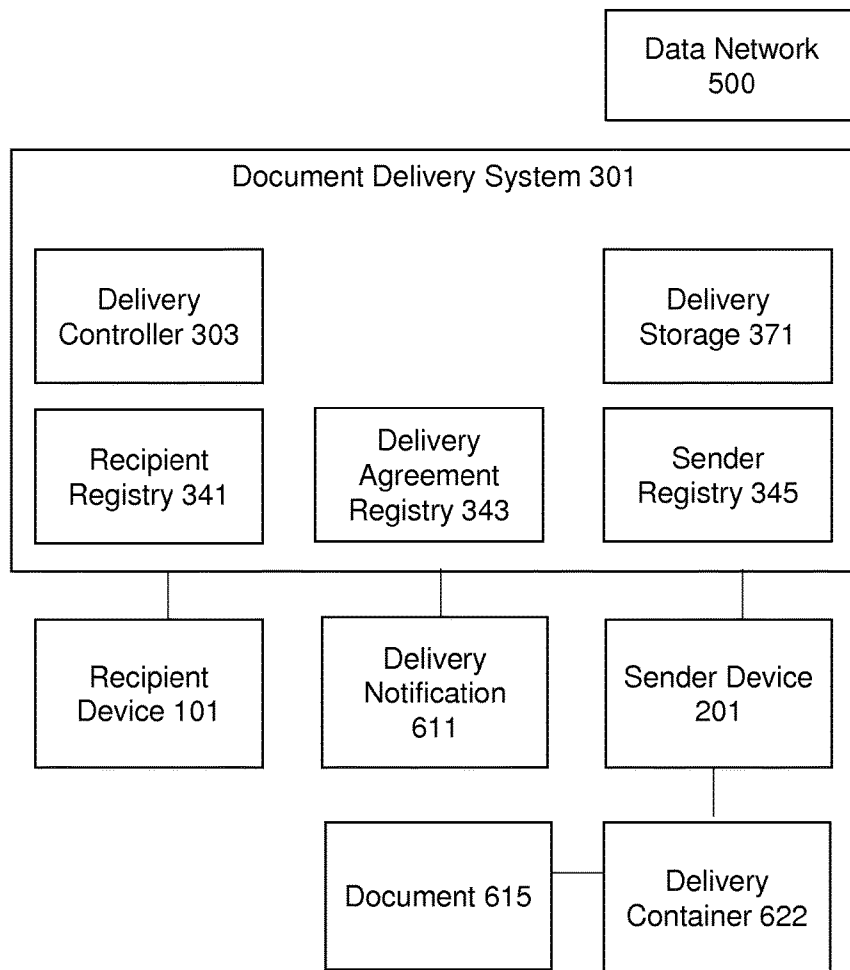 Data Network
500
Document Delivery System 301
Delivery
Controller 303
Delivery
Storage 371
Recipient
Registry 341
Delivery
Agreement
Registry 343
Sender
Registry 345
Recipient
Device 101
Delivery
Notification
611
Sender Device
201
Document 615
Delivery
Container 622